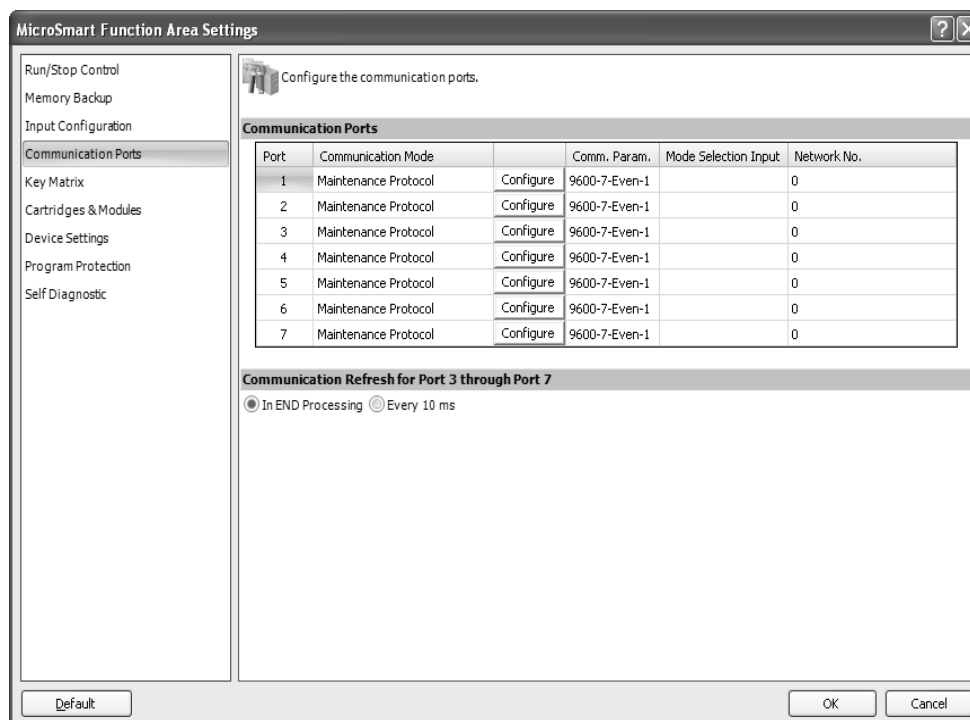 MicroSmart Function Area Settings
Run/Stop Control
Memory Backup
Input Configuration
Communication Ports
Key Matrix
Cartridges & Modules
Device Settings
Program Protection
Self Diagnostic
Configure the communication ports.
Communication Ports
Port Communication Mode Comm. Param. Mode Selection Input Network No.
1 Maintenance Protocol Configure 9600-7-Even-1 0
2 Maintenance Protocol Configure 9600-7-Even-1 0
3 Maintenance Protocol Configure 9600-7-Even-1 0
4 Maintenance Protocol Configure 9600-7-Even-1 0
5 Maintenance Protocol Configure 9600-7-Even-1 0
6 Maintenance Protocol Configure 9600-7-Even-1 0
7 Maintenance Protocol Configure 9600-7-Even-1 0
Communication Refresh for Port 3 through Port 7
In END Processing Every 10 ms
Default OK Cancel